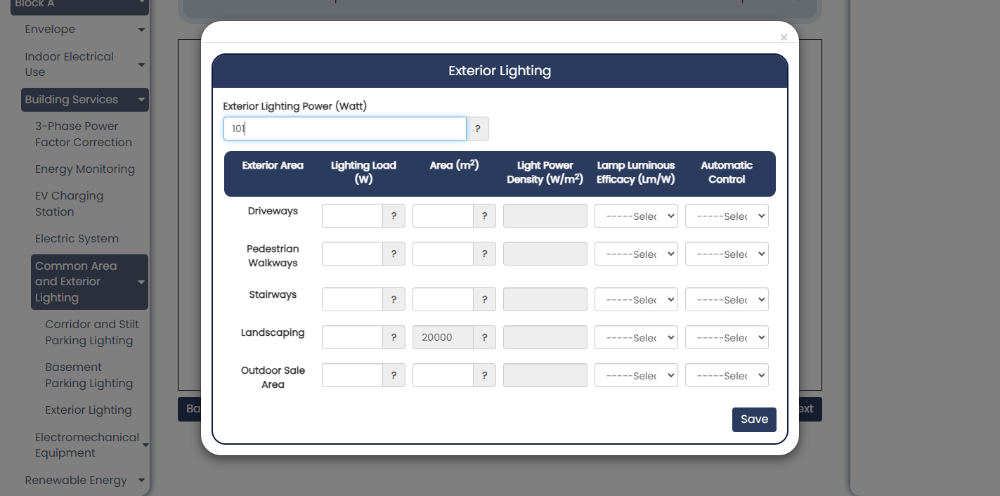 Block A
Envelope
Indoor Electrical
Use
Building Services
3-Phase Power
Factor Correction
Energy Monitoring
EV Charging
Station
Electric System
Common Area
and Exterior
Lighting
Corridor and Stilt
Parking Lighting
Basement
Parking Lighting
Exterior Lighting
Electromechanical
Equipment
Renewable Energy
×
Exterior Lighting
Exterior Lighting Power (Watt)
101 ?
Exterior Area Lighting Load (W) Area (m²) Light Power Density (W/m²) Lamp Luminous Efficacy (Lm/W) Automatic Control
Driveways ? ? -----Selec -----Selec
Pedestrian Walkways ? ? -----Selec -----Selec
Stairways ? ? -----Selec -----Selec
Landscaping ? 20000 ? -----Selec -----Selec
Outdoor Sale Area ? ? -----Selec -----Selec
Save
Ba
ext